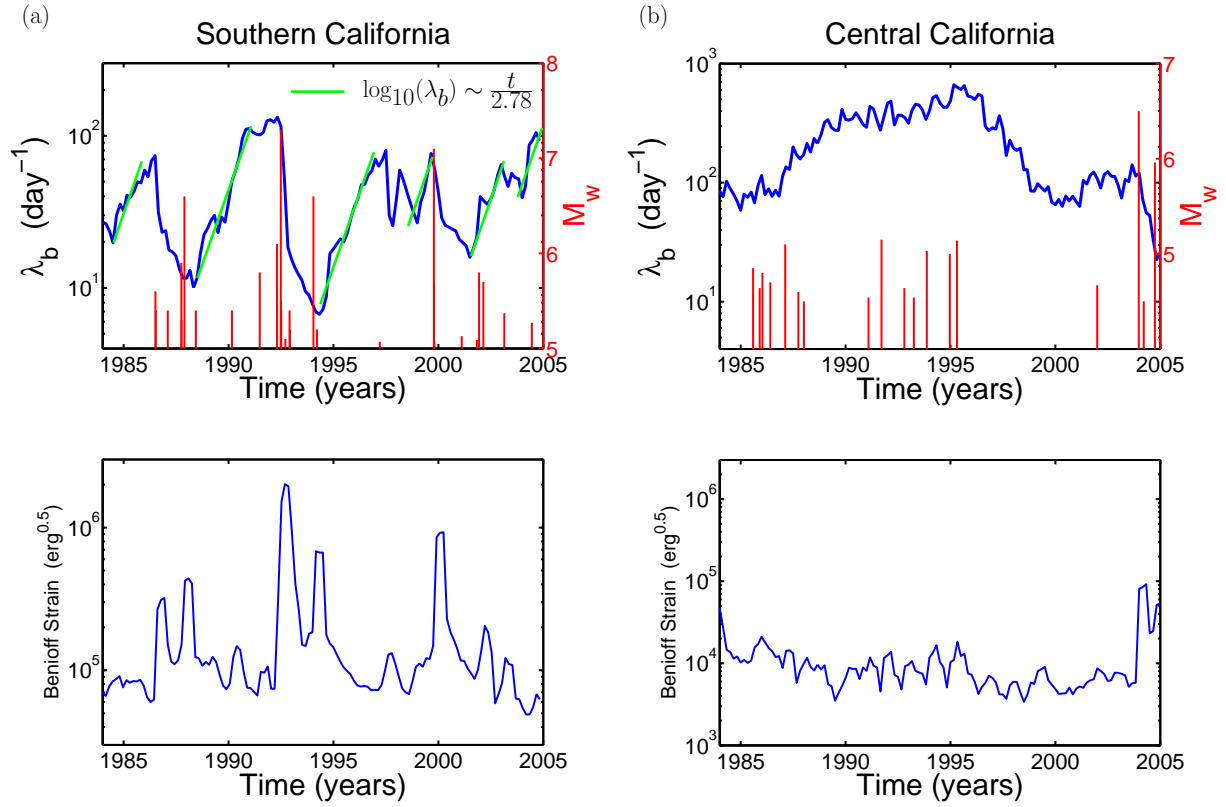 (a)
Southern California
log10(λb) ∼ t/2.78
10^2
10^1
λb (day^−1)
8
7
6
5
Mw
1985 1990 1995 2000 2005
Time (years)
(b)
Central California
10^3
10^2
10^1
λb (day^−1)
7
6
5
Mw
1985 1990 1995 2000 2005
Time (years)
10^6
10^5
Benioff Strain (erg^0.5)
1985 1990 1995 2000 2005
Time (years)
10^6
10^5
10^4
10^3
Benioff Strain (erg^0.5)
1985 1990 1995 2000 2005
Time (years)